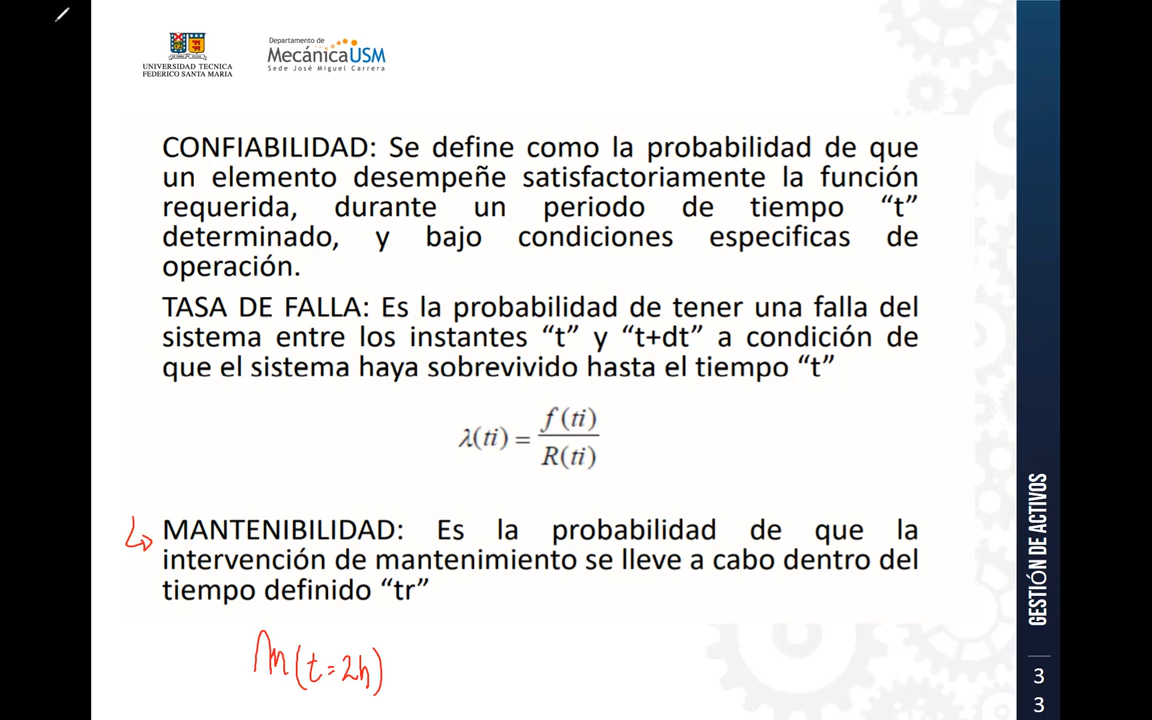 UNIVERSIDAD TECNICA
FEDERICO SANTA MARIA
Departamento de
MecánicaUSM
Sede José Miguel Carrera
CONFIABILIDAD: Se define como la probabilidad de que
un elemento desempeñe satisfactoriamente la función
requerida, durante un periodo de tiempo “t”
determinado, y bajo condiciones especificas de
operación.
TASA DE FALLA: Es la probabilidad de tener una falla del
sistema entre los instantes “t” y “t+dt” a condición de
que el sistema haya sobrevivido hasta el tiempo “t”
λ(ti) = f(ti) / R(ti)
MANTENIBILIDAD: Es la probabilidad de que la
intervención de mantenimiento se lleve a cabo dentro del
tiempo definido “tr”
M(t=2h)
GESTIÓN DE ACTIVOS
3
3